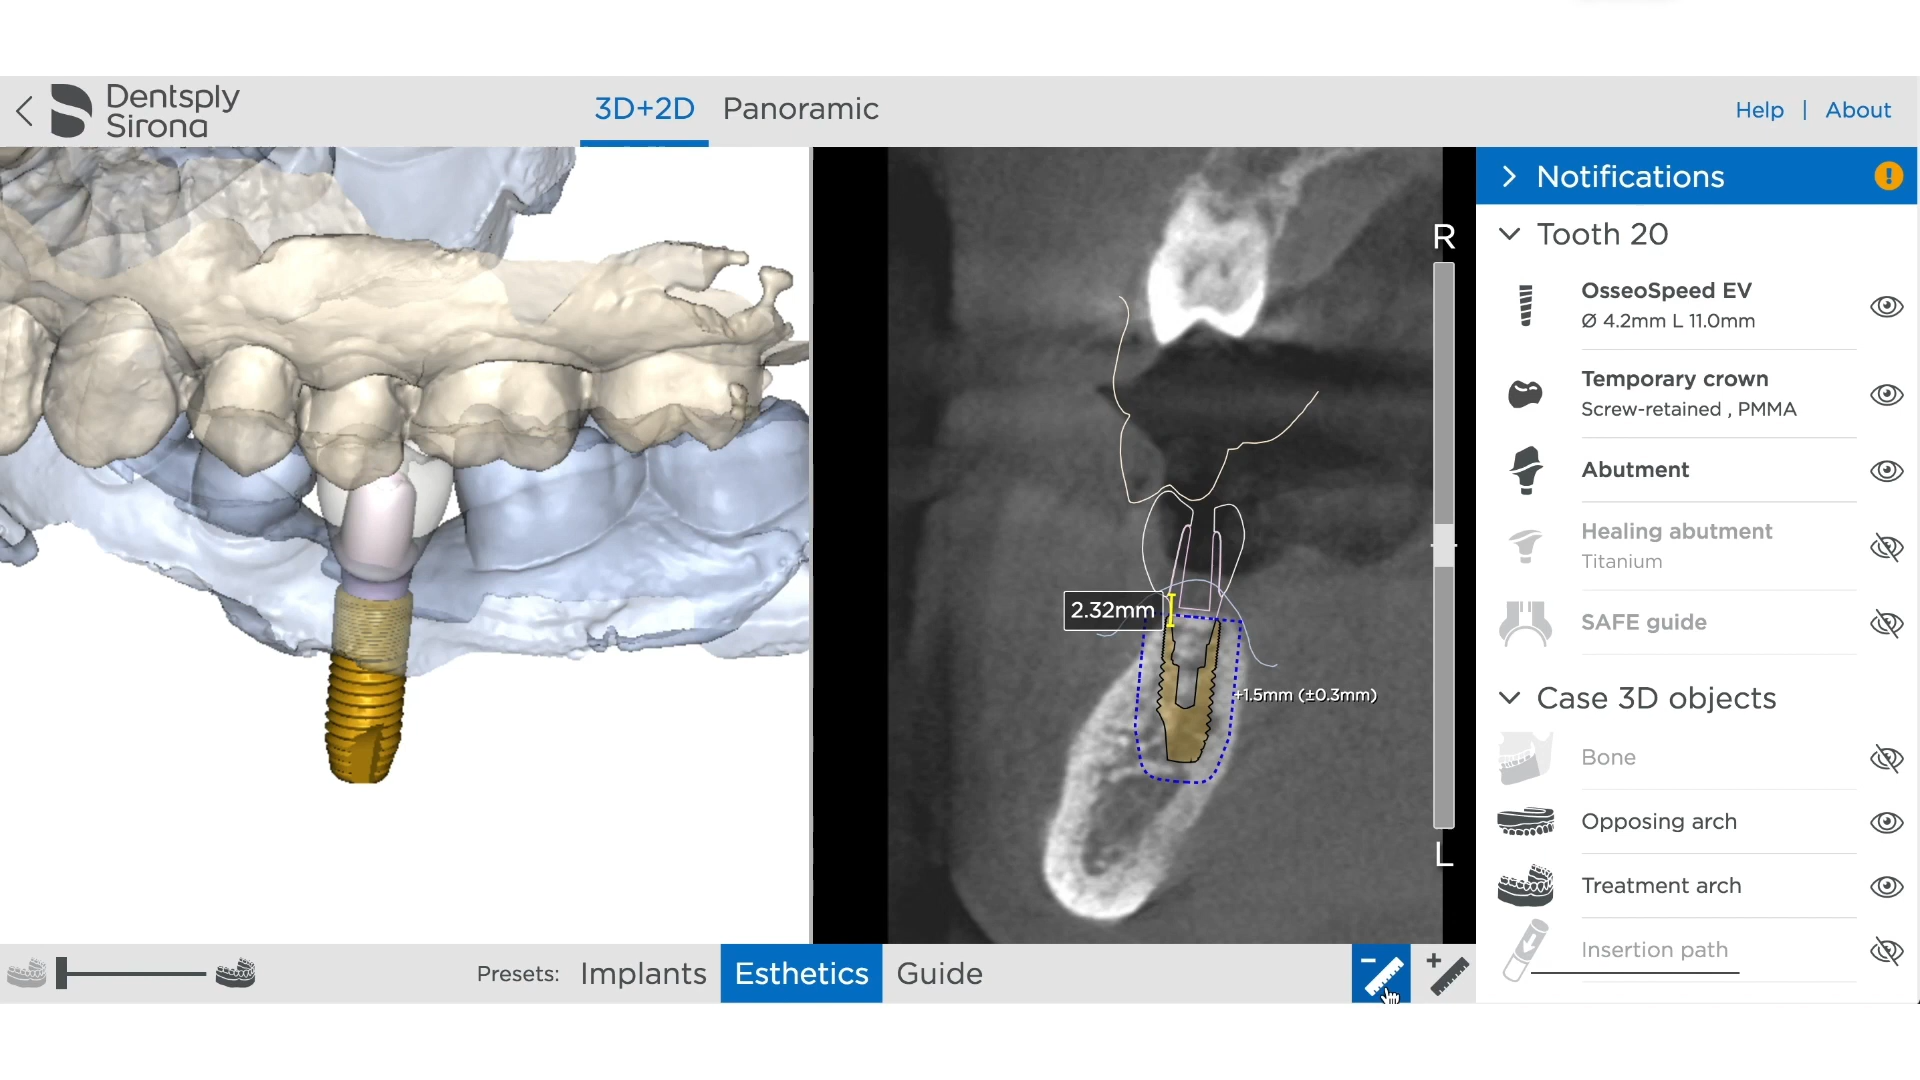 Dentsply
Sirona
3D+2D
Panoramic
Help | About
Notifications
Tooth 20
OsseoSpeed EV
Ø 4.2mm L 11.0mm
Temporary crown
Screw-retained , PMMA
Abutment
Healing abutment
Titanium
SAFE guide
Case 3D objects
Bone
Opposing arch
Treatment arch
Insertion path
R
2.32mm
+1.5mm (±0.3mm)
L
Presets:
Implants
Esthetics
Guide